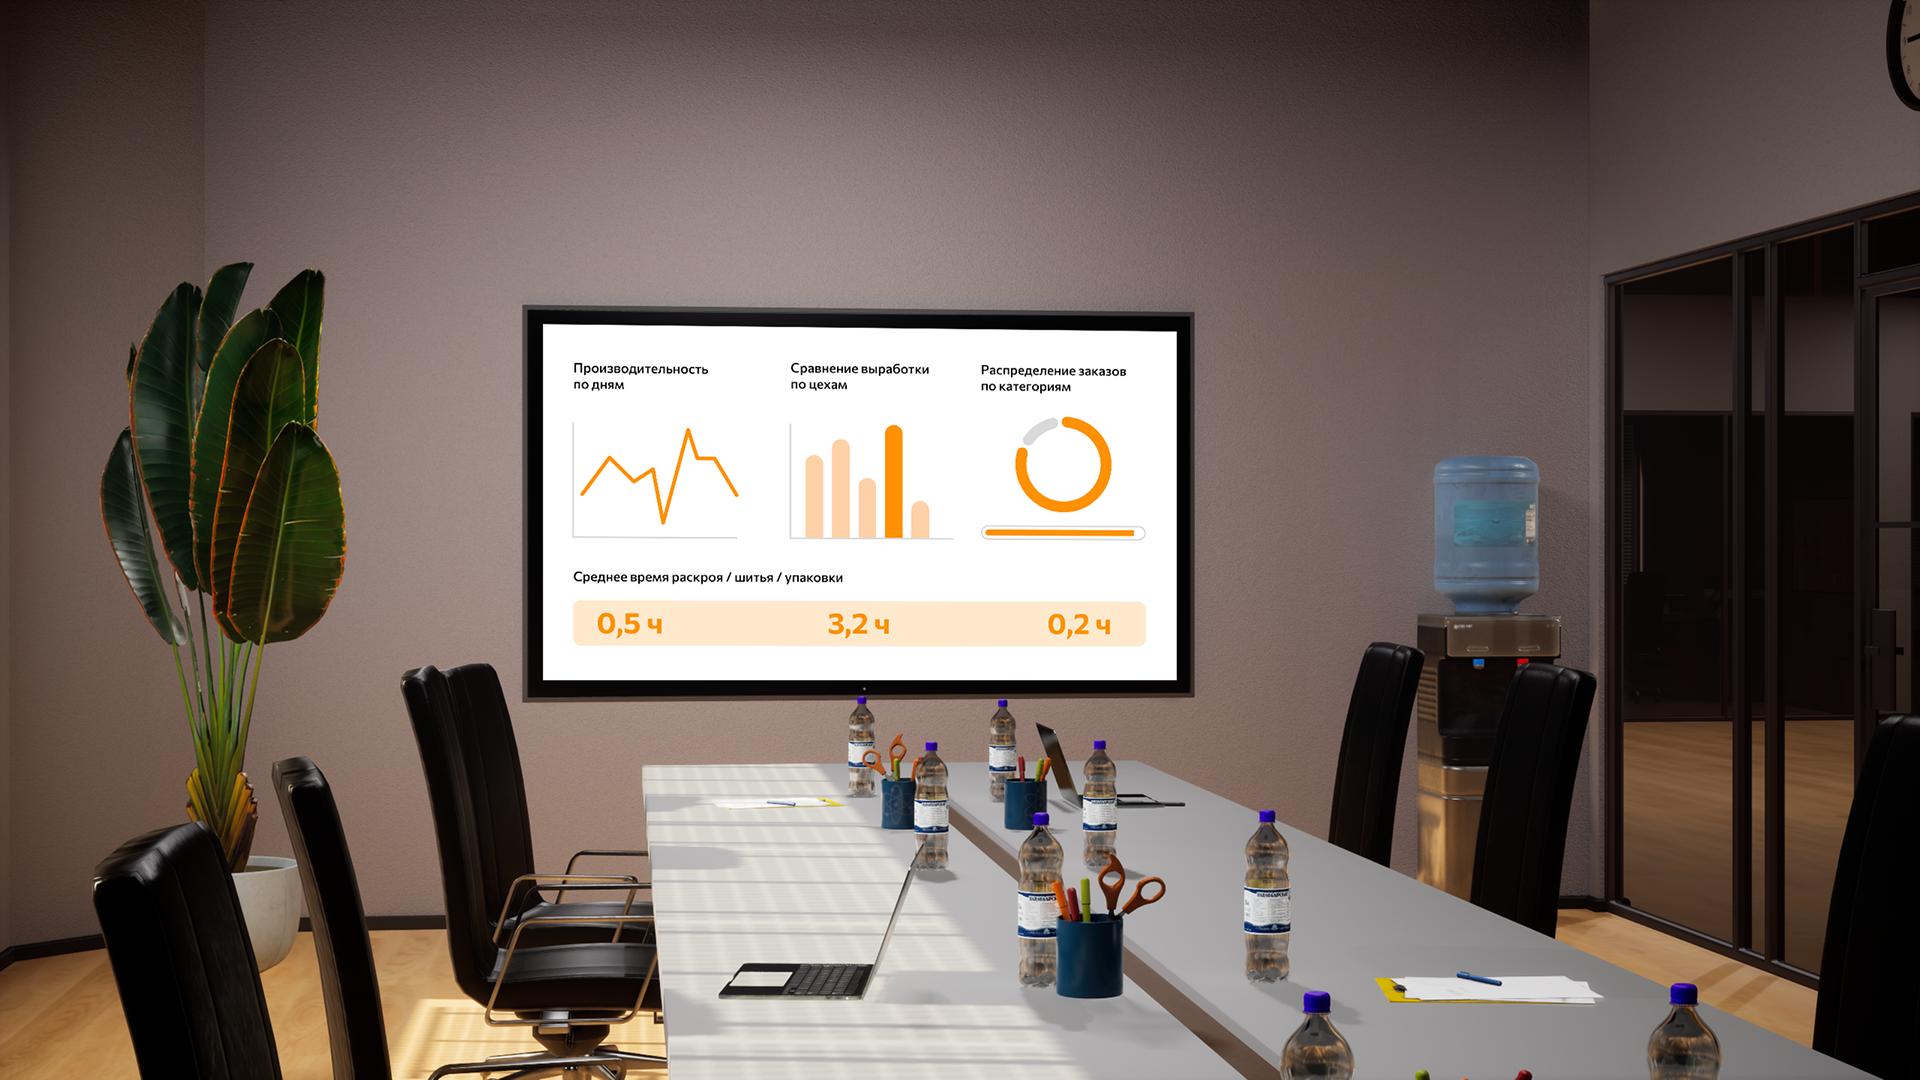 Производительность
по дням
Сравнение выработки
по цехам
Распределение заказов
по категориям
Среднее время раскроя / шитья / упаковки
0,5 ч
3,2 ч
0,2 ч